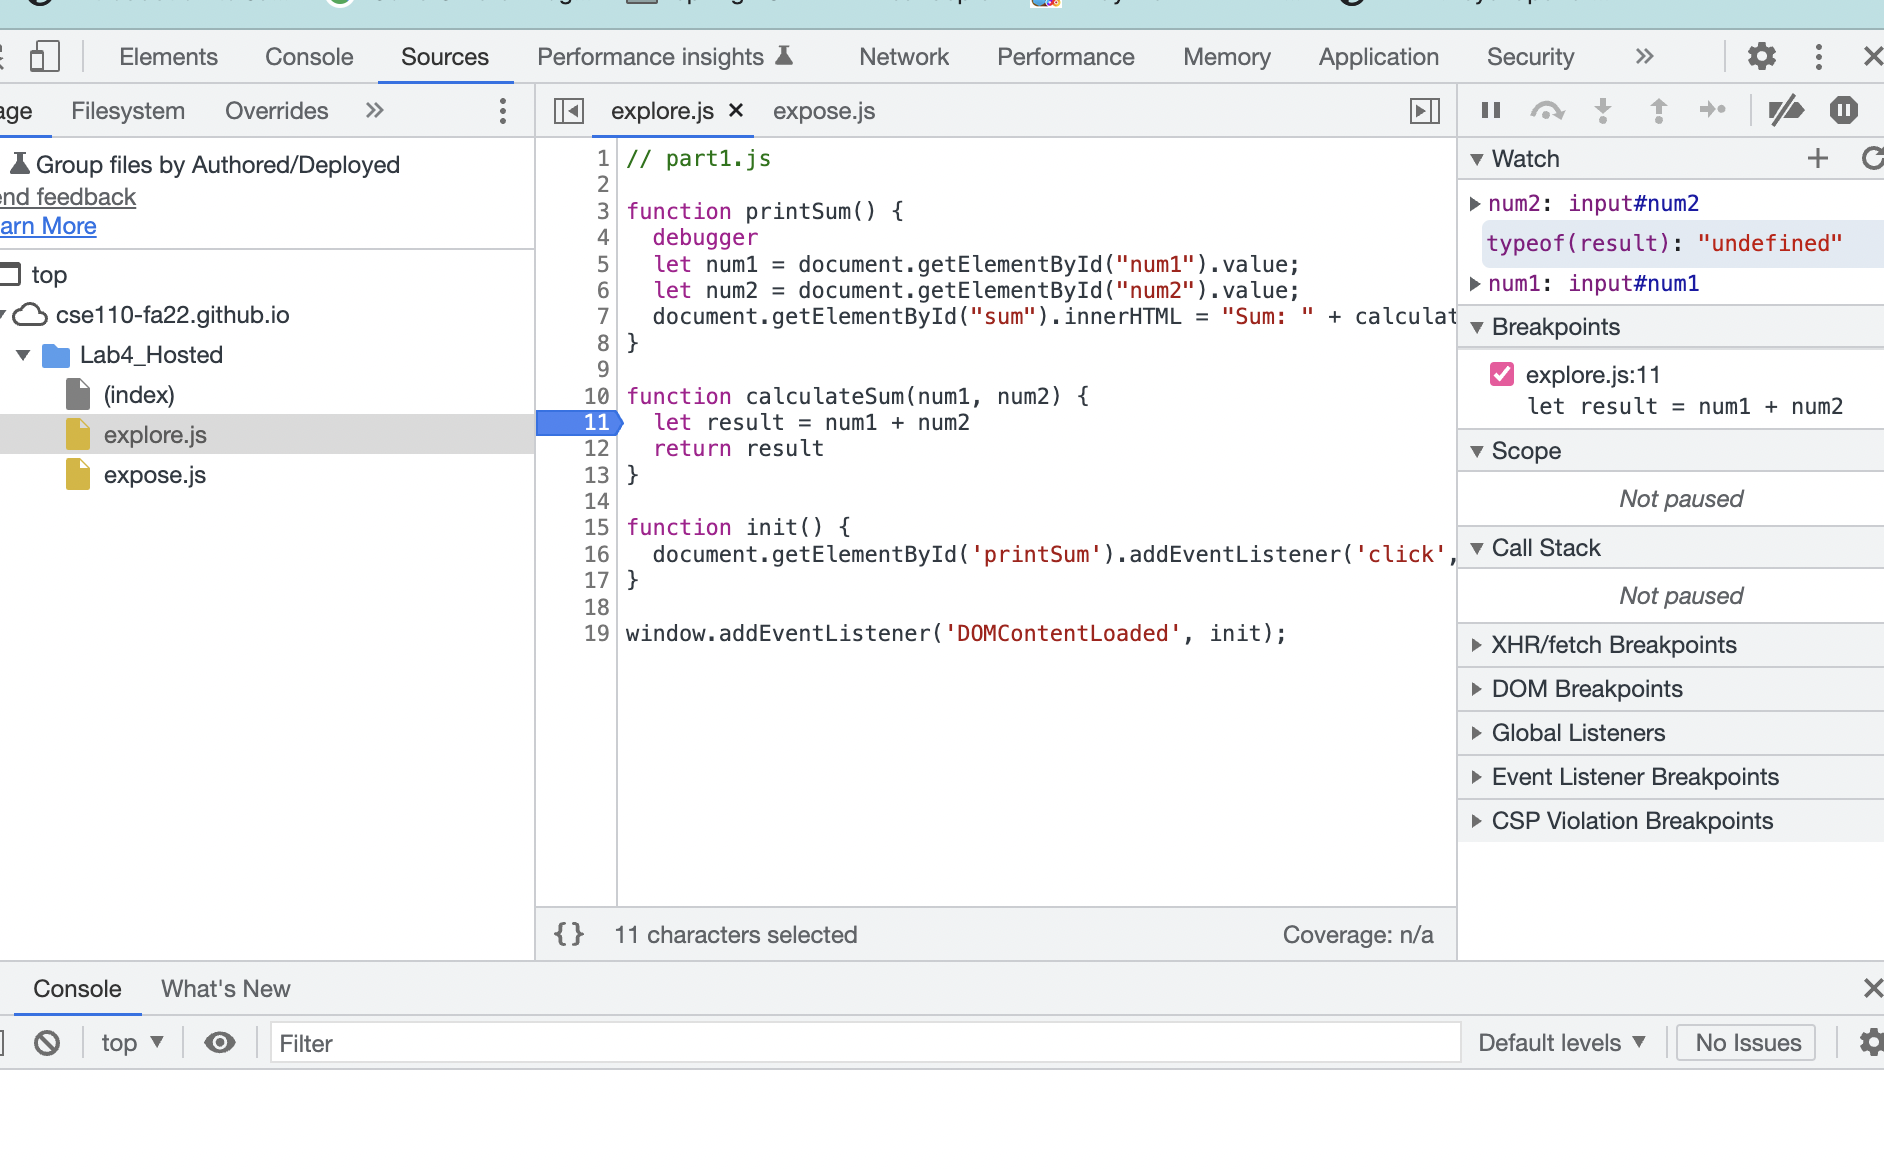 Elements Console Sources Performance insights Network Performance Memory Application Security »
Filesystem Overrides »
explore.js × expose.js
Group files by Authored/Deployed
feedback
More
top
cse110-fa22.github.io
Lab4_Hosted
(index)
explore.js
expose.js
1 // part1.js
2
3 function printSum() {
4   debugger
5   let num1 = document.getElementById("num1").value;
6   let num2 = document.getElementById("num2").value;
7   document.getElementById("sum").innerHTML = "Sum: " + calculat
8 }
9
10 function calculateSum(num1, num2) {
11   let result = num1 + num2
12   return result
13 }
14
15 function init() {
16   document.getElementById('printSum').addEventListener('click',
17 }
18
19 window.addEventListener('DOMContentLoaded', init);
{} 11 characters selected Coverage: n/a
Watch
num2: input#num2
typeof(result): "undefined"
num1: input#num1
Breakpoints
explore.js:11
let result = num1 + num2
Scope
Not paused
Call Stack
Not paused
XHR/fetch Breakpoints
DOM Breakpoints
Global Listeners
Event Listener Breakpoints
CSP Violation Breakpoints
Console What's New
top Filter Default levels No Issues